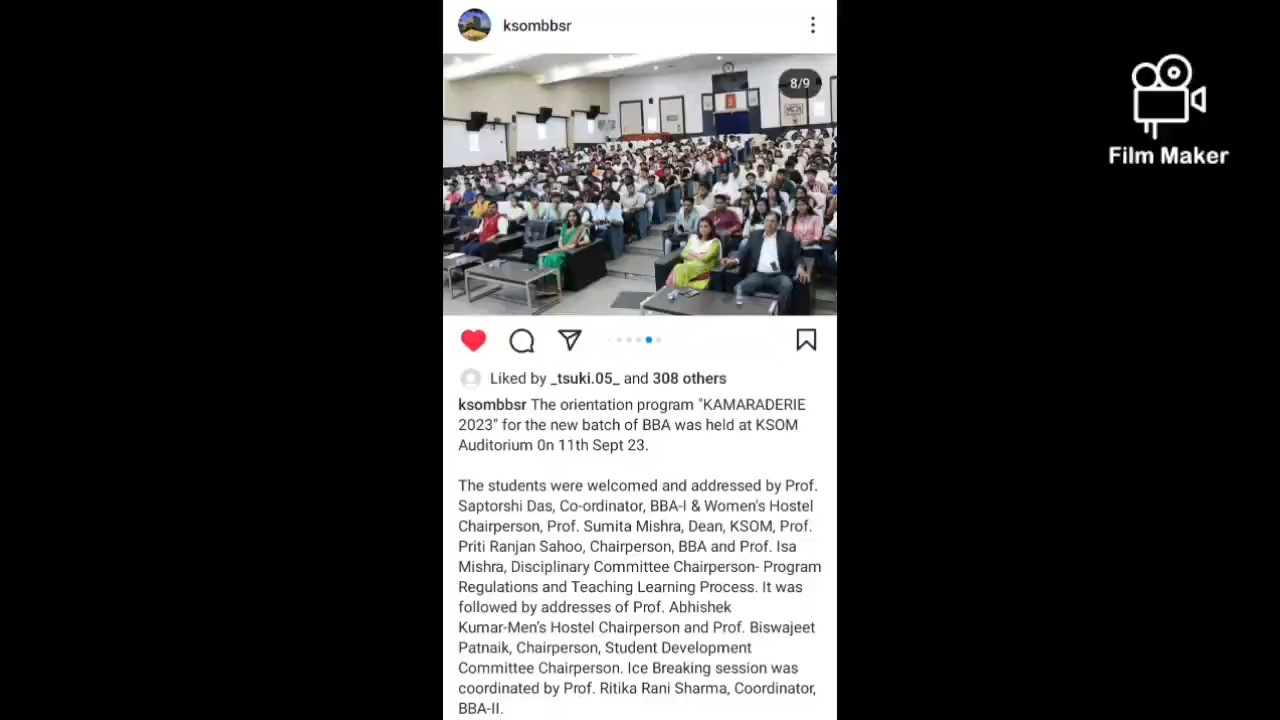 ksombbsr
8/9
Film Maker
Liked by _tsuki.05_ and 308 others
ksombbsr The orientation program "KAMARADERIE
2023" for the new batch of BBA was held at KSOM
Auditorium 0n 11th Sept 23.
The students were welcomed and addressed by Prof.
Saptorshi Das, Co-ordinator, BBA-I & Women's Hostel
Chairperson, Prof. Sumita Mishra, Dean, KSOM, Prof.
Priti Ranjan Sahoo, Chairperson, BBA and Prof. Isa
Mishra, Disciplinary Committee Chairperson- Program
Regulations and Teaching Learning Process. It was
followed by addresses of Prof. Abhishek
Kumar-Men's Hostel Chairperson and Prof. Biswajeet
Patnaik, Chairperson, Student Development
Committee Chairperson. Ice Breaking session was
coordinated by Prof. Ritika Rani Sharma, Coordinator,
BBA-II.